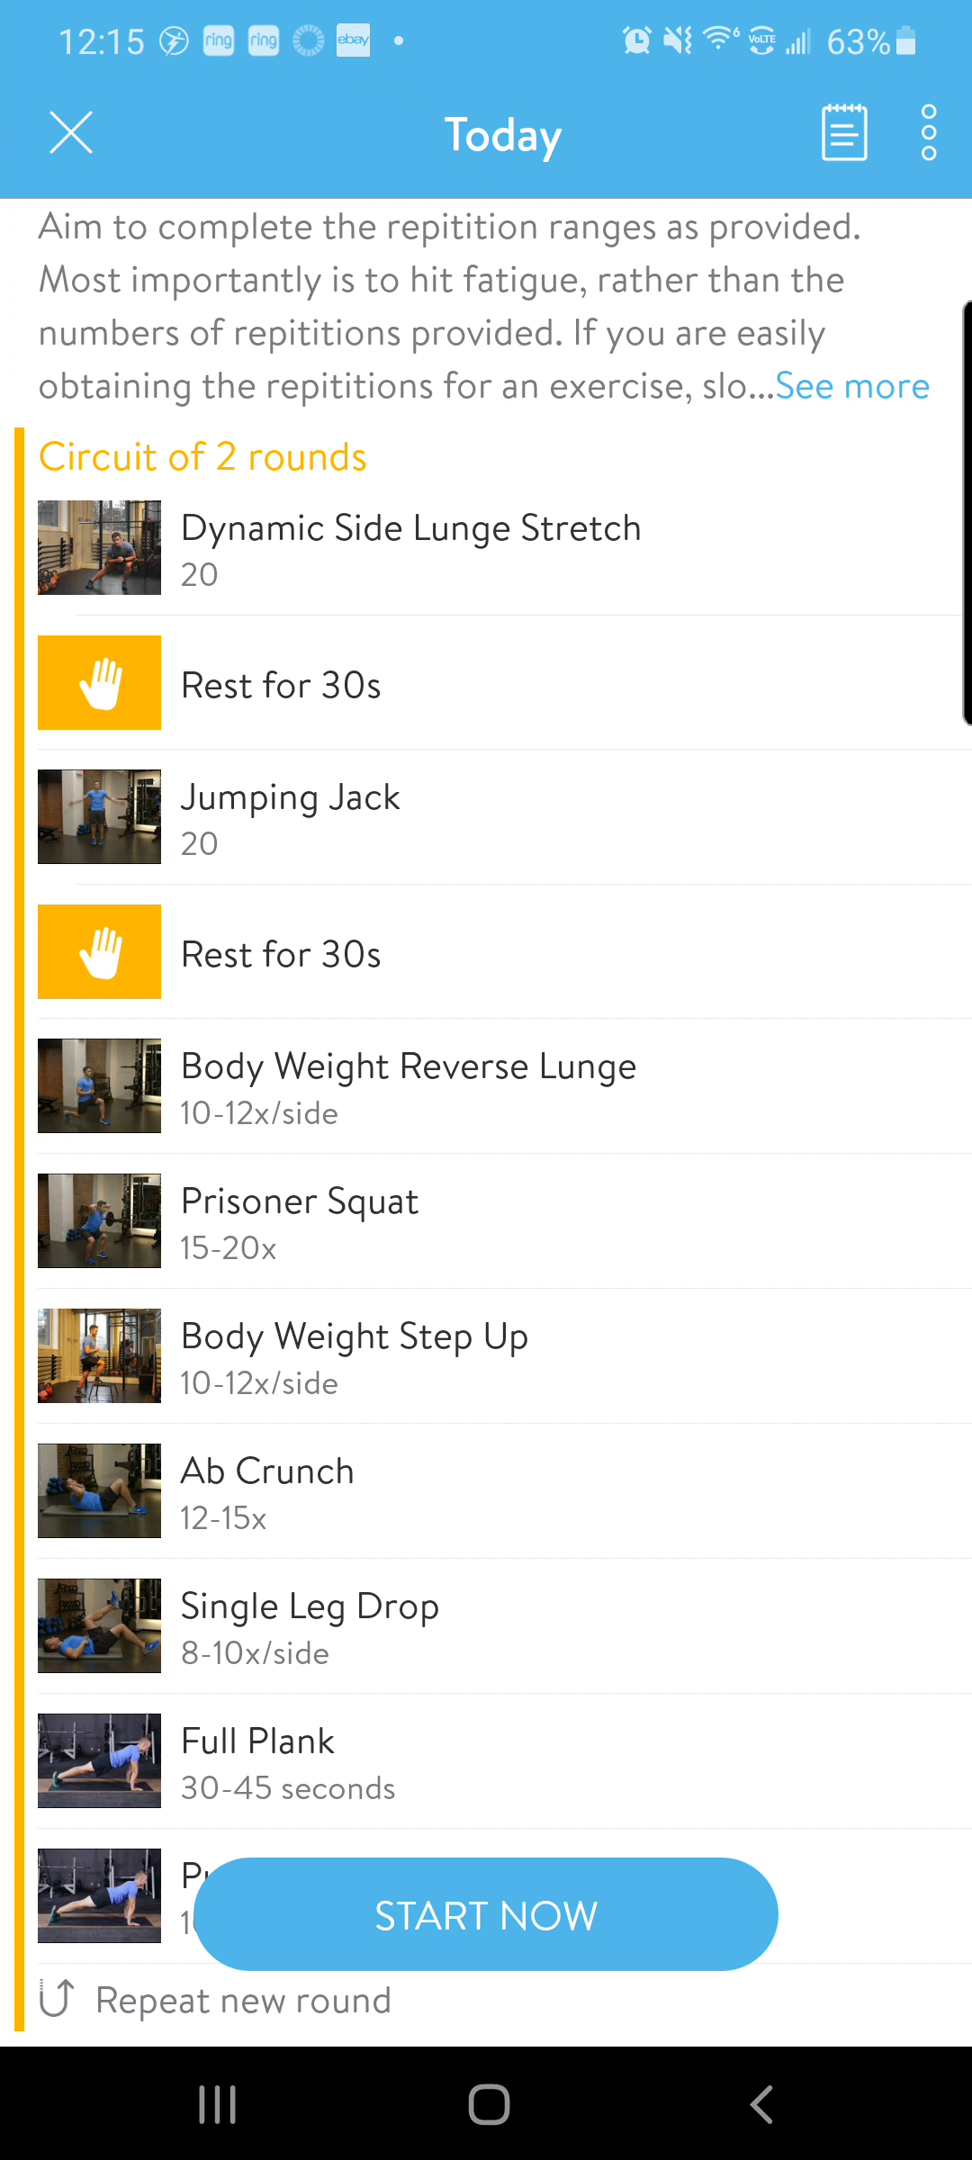 12:15 ring ring ebay VoLTE 63%
Today
Aim to complete the repitition ranges as provided.
Most importantly is to hit fatigue, rather than the
numbers of repititions provided. If you are easily
obtaining the repititions for an exercise, slo...See more
Circuit of 2 rounds
Dynamic Side Lunge Stretch
20
Rest for 30s
Jumping Jack
20
Rest for 30s
Body Weight Reverse Lunge
10-12x/side
Prisoner Squat
15-20x
Body Weight Step Up
10-12x/side
Ab Crunch
12-15x
Single Leg Drop
8-10x/side
Full Plank
30-45 seconds
START NOW
Repeat new round